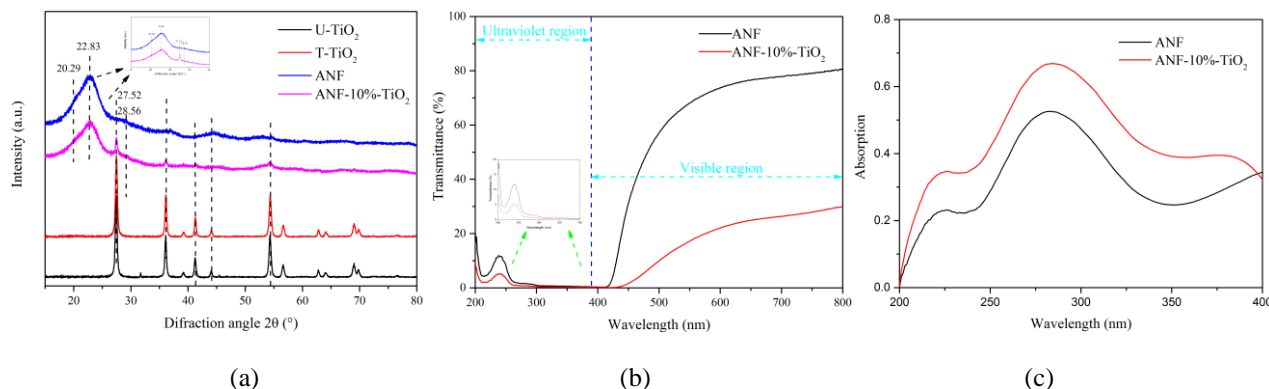 U-TiO₂
T-TiO₂
ANF
ANF-10%-TiO₂
22.83
20.29
27.52
28.56
Intensity (a.u.)
15 20 30 40 50 60 70 80
Difraction angle 2θ (°)
(a)
100
80
60
40
20
0
Transmittance (%)
Ultraviolet region
ANF
ANF-10%-TiO₂
Visible region
200 300 400 500 600 700 800
Wavelength (nm)
(b)
0.8
0.6
0.4
0.2
0.0
Absorption
ANF
ANF-10%-TiO₂
200 250 300 350 400
Wavelength (nm)
(c)